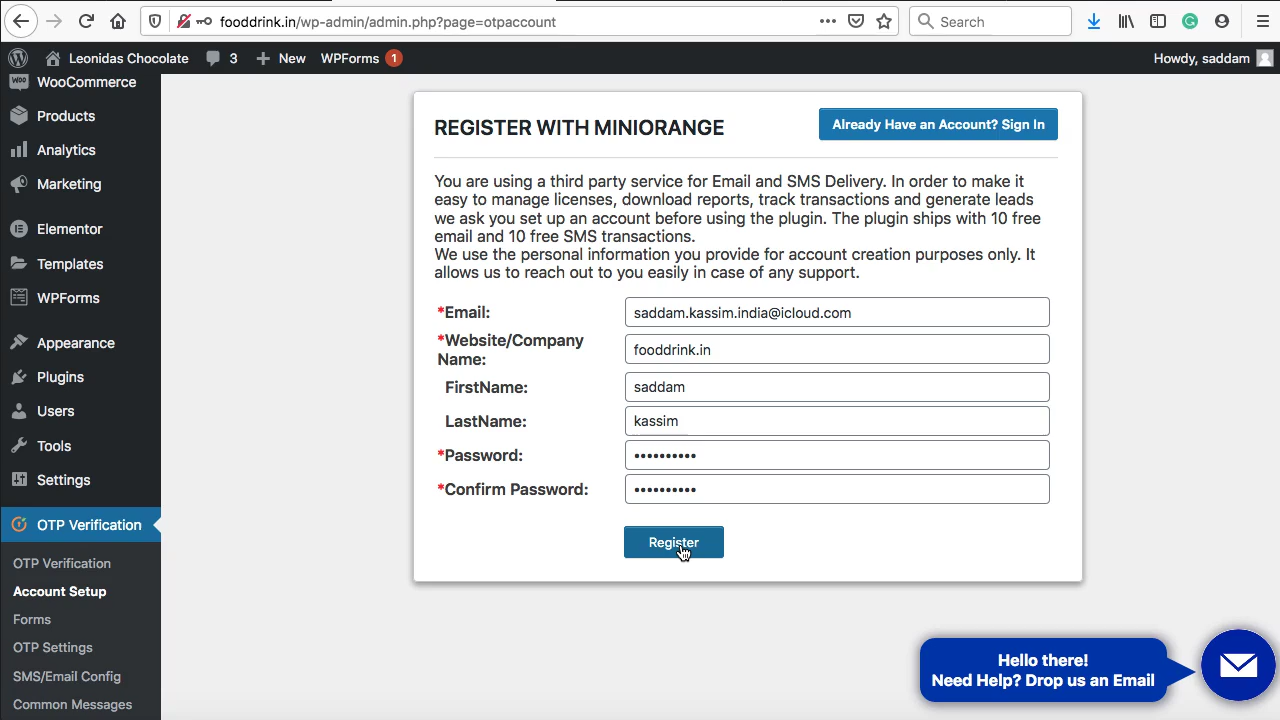 fooddrink.in/wp-admin/admin.php?page=otpaccount
Search
Leonidas Chocolate
3
New
WPForms
1
Howdy, saddam
WOO
WooCommerce
Products
Analytics
Marketing
Elementor
Templates
WPForms
Appearance
Plugins
Users
Tools
Settings
OTP Verification
OTP Verification
Account Setup
Forms
OTP Settings
SMS/Email Config
Common Messages
REGISTER WITH MINIORANGE
Already Have an Account? Sign In
You are using a third party service for Email and SMS Delivery. In order to make it
easy to manage licenses, download reports, track transactions and generate leads
we ask you set up an account before using the plugin. The plugin ships with 10 free
email and 10 free SMS transactions.
We use the personal information you provide for account creation purposes only. It
allows us to reach out to you easily in case of any support.
*Email:
saddam.kassim.india@icloud.com
*Website/Company
Name:
fooddrink.in
FirstName:
saddam
LastName:
kassim
*Password:
••••••••••
*Confirm Password:
••••••••••
Register
Hello there!
Need Help? Drop us an Email